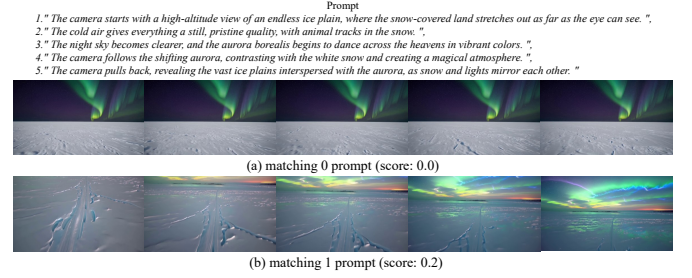 Prompt
1." The camera starts with a high-altitude view of an endless ice plain, where the snow-covered land stretches out as far as the eye can see. ",
2." The cold air gives everything a still, pristine quality, with animal tracks in the snow. ",
3." The night sky becomes clearer, and the aurora borealis begins to dance across the heavens in vibrant colors. ",
4." The camera follows the shifting aurora, contrasting with the white snow and creating a magical atmosphere. ",
5." The camera pulls back, revealing the vast ice plains interspersed with the aurora, as snow and lights mirror each other. "
(a) matching 0 prompt (score: 0.0)
(b) matching 1 prompt (score: 0.2)